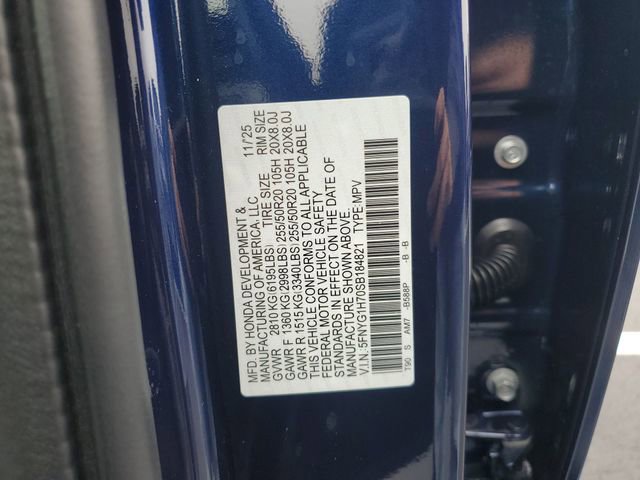 MFD. BY HONDA DEVELOPMENT &
MANUFACTURING OF AMERICA, LLC 11/25
TIRE SIZE RIM SIZE
GVWR 2810 KG(6195LBS)
GAWR F 1360 KG(2998LBS) 255/50R20 105H 20X8.0J
GAWR R 1515 KG(3340LBS) 255/50R20 105H 20X8.0J
THIS VEHICLE CONFORMS TO ALL APPLICABLE
FEDERAL MOTOR VEHICLE SAFETY
STANDARDS IN EFFECT ON THE DATE OF
MANUFACTURE SHOWN ABOVE.
V.I.N.:5FNYG1H70SB184821 TYPE:MPV
T90 S AM7 -B588P -B -B